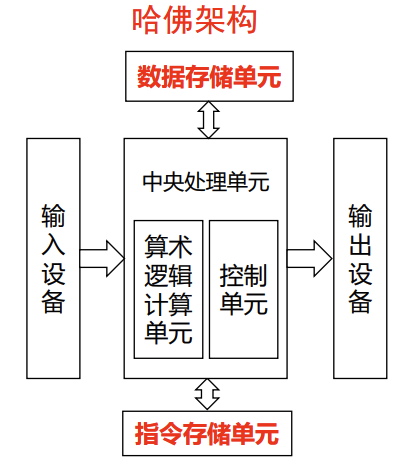 哈佛架构
数据存储单元
中央处理单元
输
入
设
备
算术
逻辑
计算
单元
控制
单元
输
出
设
备
指令存储单元